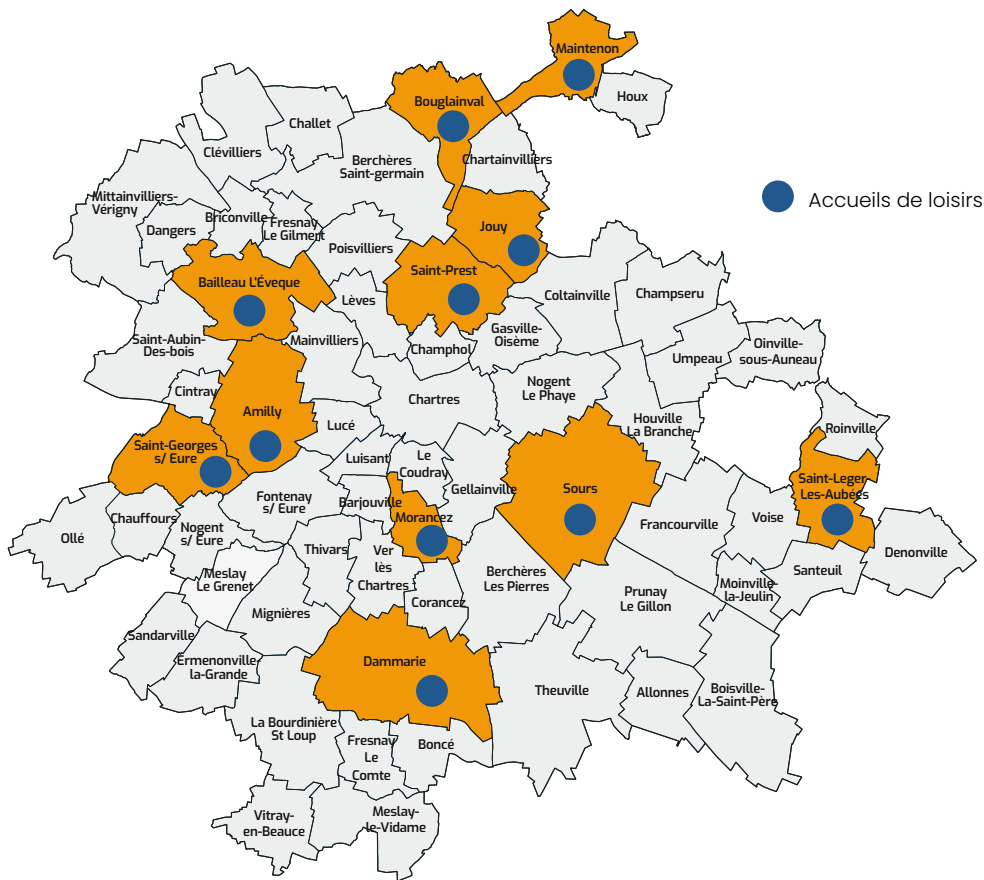 Maintenon
Houx
Bouglainval
Challet
Clévilliers
Berchères
Saint-germain
Chartainvilliers
Accueils de loisirs
Mittainvilliers-
Vérigny
Dangers
Briconville
Fresnay
Le Gilmert
Poisvilliers
Jouy
Saint-Prest
Bailleau L'Éveque
Lèves
Coltainville
Champseru
Saint-Aubin-
Des-bois
Mainvilliers
Champhol
Gasville-
Oisème
Umpeau
Oinville-
sous-Auneau
Cintray
Chartres
Nogent
Le Phaye
Amilly
Lucé
Houville
La Branche
Roinville
Saint-Georges
s/ Eure
Luisant
Le
Coudray
Gellainville
Sours
Saint-Leger
Les-Aubées
Fontenay
s/ Eure
Barjouville
Morancez
Chauffours
Nogent
s/ Eure
Ollé
Francourville
Voise
Denonville
Thivars
Ver
lès
Chartres
Berchères
Les Pierres
Santeuil
Meslay
Le Grenet
Moinville-
la-Jeulin
Corancez
Prunay
Le Gillon
Mignières
Sandarville
Ermenonville-
la-Grande
Dammarie
Theuville
Allonnes
Boisville-
La-Saint-Père
La Bourdinière
St Loup
Fresnay
Le
Comte
Boncé
Vitray-
en-Beauce
Meslay-
le-Vidame